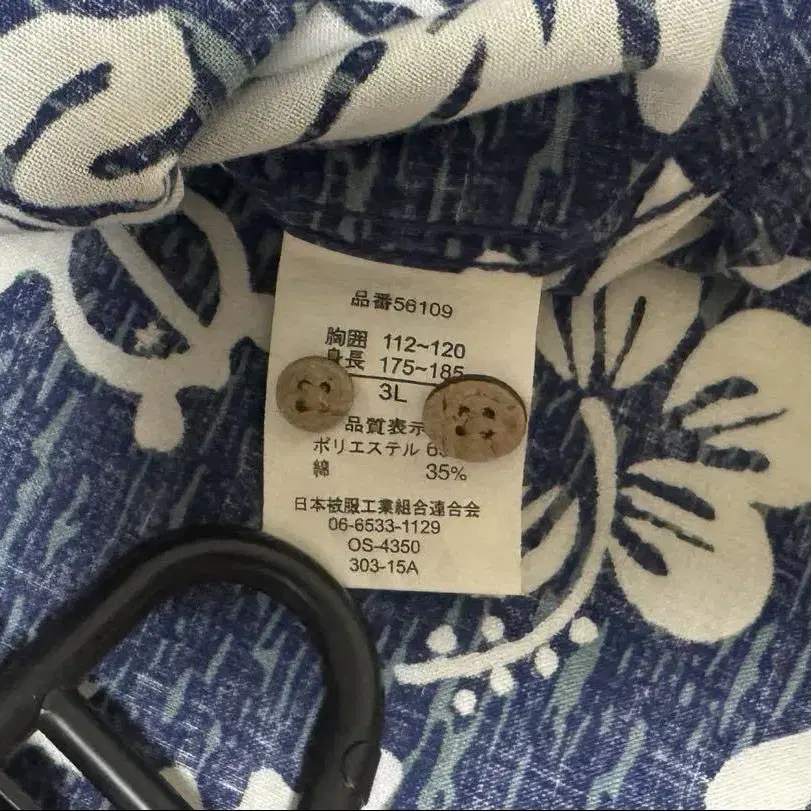 品番56109
胸囲 112~120
身長 175~185
3L
品質表示
ポリエステル
綿 35%
日本被服工業組合連合会
06-6533-1129
OS-4350
303-15A